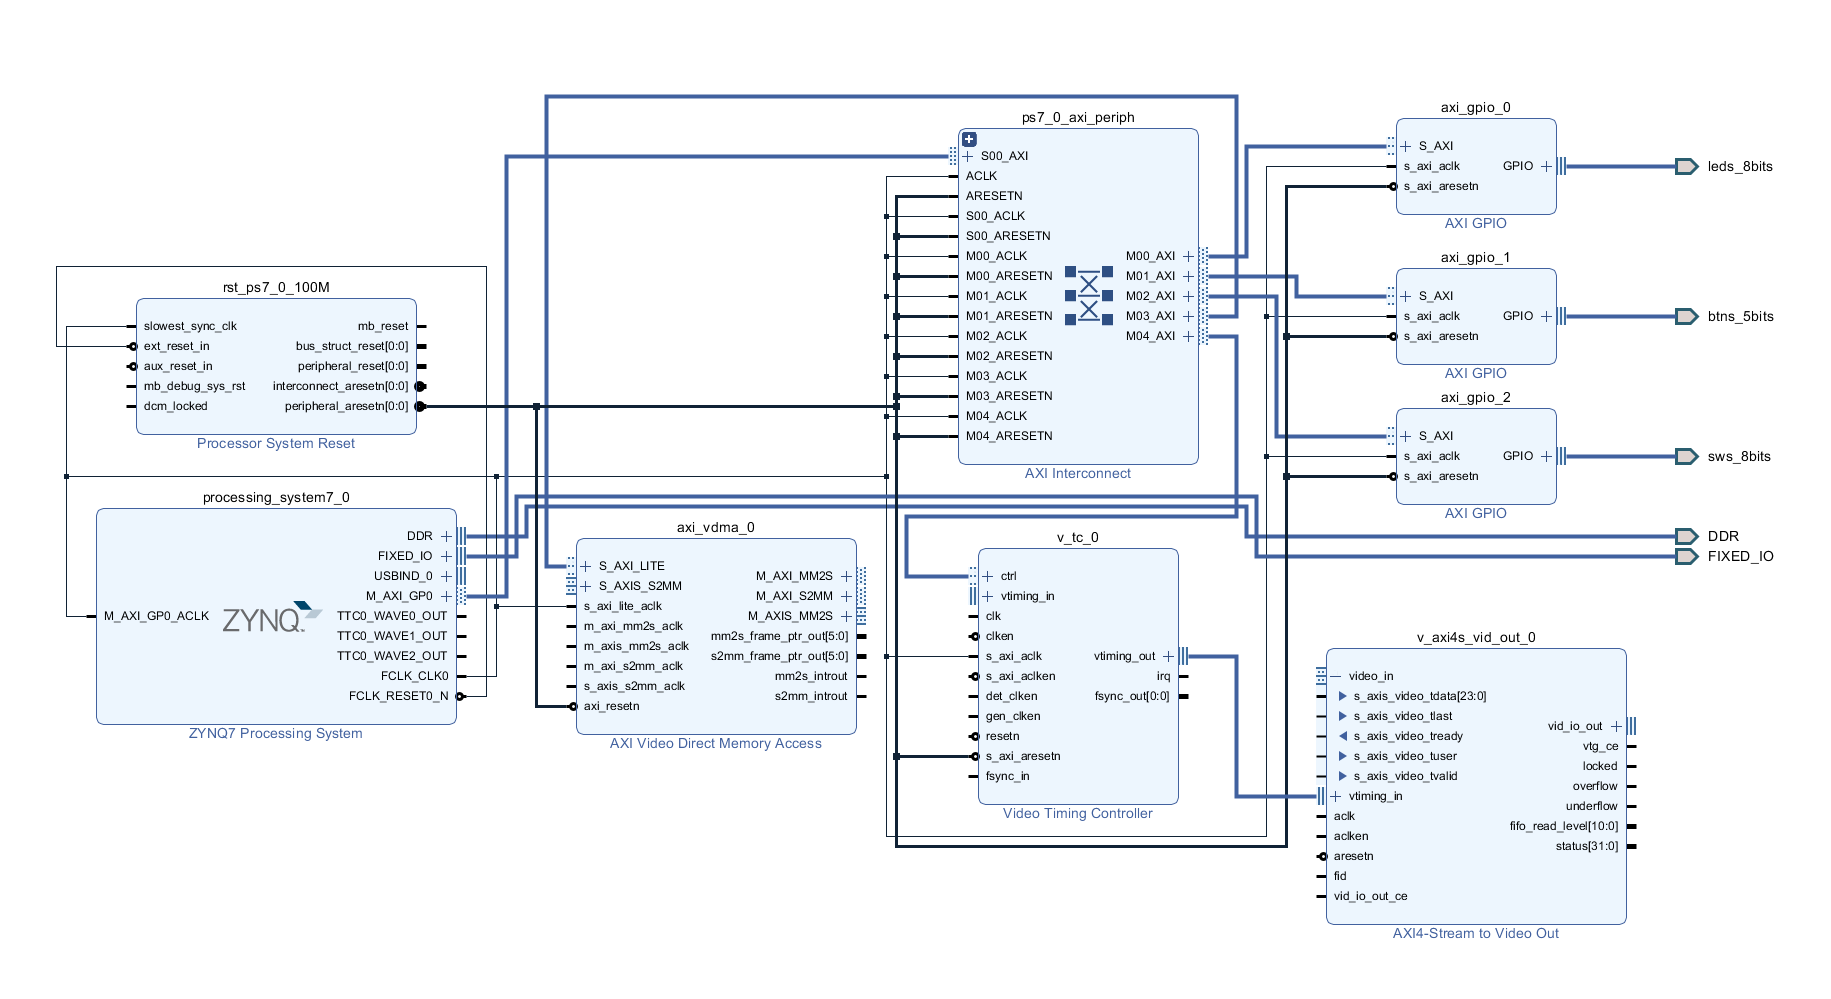 rst_ps7_0_100M
slowest_sync_clk
ext_reset_in
aux_reset_in
mb_debug_sys_rst
dcm_locked
mb_reset
bus_struct_reset[0:0]
peripheral_reset[0:0]
interconnect_aresetn[0:0]
peripheral_aresetn[0:0]
Processor System Reset
processing_system7_0
M_AXI_GP0_ACLK
ZYNQ
DDR
FIXED_IO
USBIND_0
M_AXI_GP0
TTC0_WAVE0_OUT
TTC0_WAVE1_OUT
TTC0_WAVE2_OUT
FCLK_CLK0
FCLK_RESET0_N
ZYNQ7 Processing System
axi_vdma_0
S_AXI_LITE
S_AXIS_S2MM
s_axi_lite_aclk
m_axi_mm2s_aclk
m_axis_mm2s_aclk
m_axi_s2mm_aclk
s_axis_s2mm_aclk
axi_resetn
M_AXI_MM2S
M_AXI_S2MM
M_AXIS_MM2S
mm2s_frame_ptr_out[5:0]
s2mm_frame_ptr_out[5:0]
mm2s_introut
s2mm_introut
AXI Video Direct Memory Access
ps7_0_axi_periph
S00_AXI
ACLK
ARESETN
S00_ACLK
S00_ARESETN
M00_ACLK
M00_ARESETN
M01_ACLK
M01_ARESETN
M02_ACLK
M02_ARESETN
M03_ACLK
M03_ARESETN
M04_ACLK
M04_ARESETN
M00_AXI
M01_AXI
M02_AXI
M03_AXI
M04_AXI
AXI Interconnect
v_tc_0
ctrl
vtiming_in
clk
clken
s_axi_aclk
s_axi_aclken
det_clken
gen_clken
resetn
s_axi_aresetn
fsync_in
vtiming_out
irq
fsync_out[0:0]
Video Timing Controller
axi_gpio_0
S_AXI
s_axi_aclk
s_axi_aresetn
GPIO
AXI GPIO
leds_8bits
axi_gpio_1
S_AXI
s_axi_aclk
s_axi_aresetn
GPIO
AXI GPIO
btns_5bits
axi_gpio_2
S_AXI
s_axi_aclk
s_axi_aresetn
GPIO
AXI GPIO
sws_8bits
DDR
FIXED_IO
v_axi4s_vid_out_0
video_in
s_axis_video_tdata[23:0]
s_axis_video_tlast
s_axis_video_tready
s_axis_video_tuser
s_axis_video_tvalid
vtiming_in
aclk
aclken
aresetn
fid
vid_io_out_ce
vid_io_out
vtg_ce
locked
overflow
underflow
fifo_read_level[10:0]
status[31:0]
AXI4-Stream to Video Out